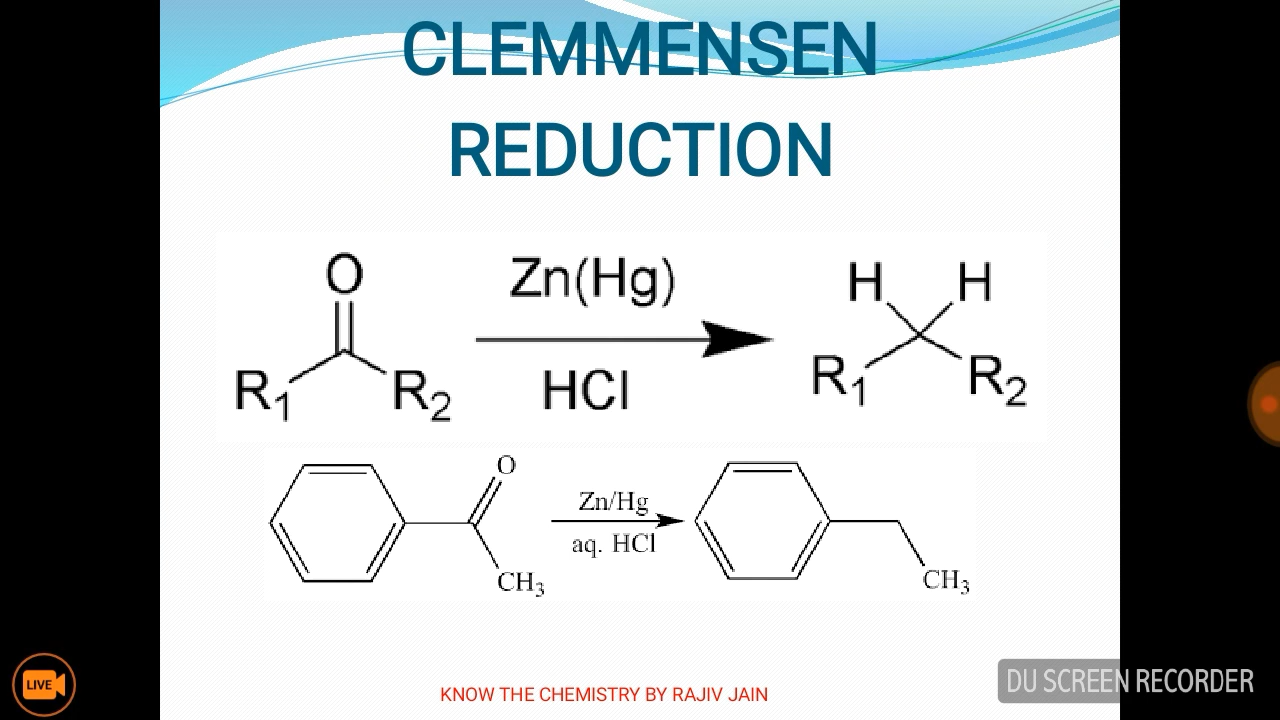 CLEMMENSEN
REDUCTION
O
Zn(Hg)
H H
R1 R2
HCl
R1 R2
O
Zn/Hg
aq. HCl
CH3
CH3
LIVE
KNOW THE CHEMISTRY BY RAJIV JAIN
DU SCREEN RECORDER